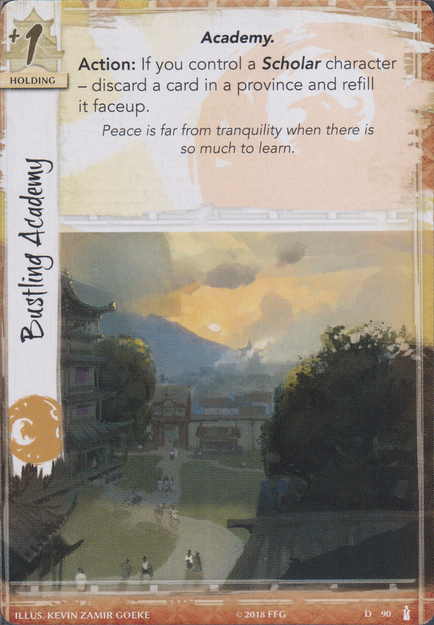 +1
HOLDING
Academy.
Action: If you control a Scholar character
– discard a card in a province and refill
it faceup.
Peace is far from tranquility when there is
so much to learn.
Bustling Academy
ILLUS. KEVIN ZAMIR GOEKE
© 2018 FFG
D 90